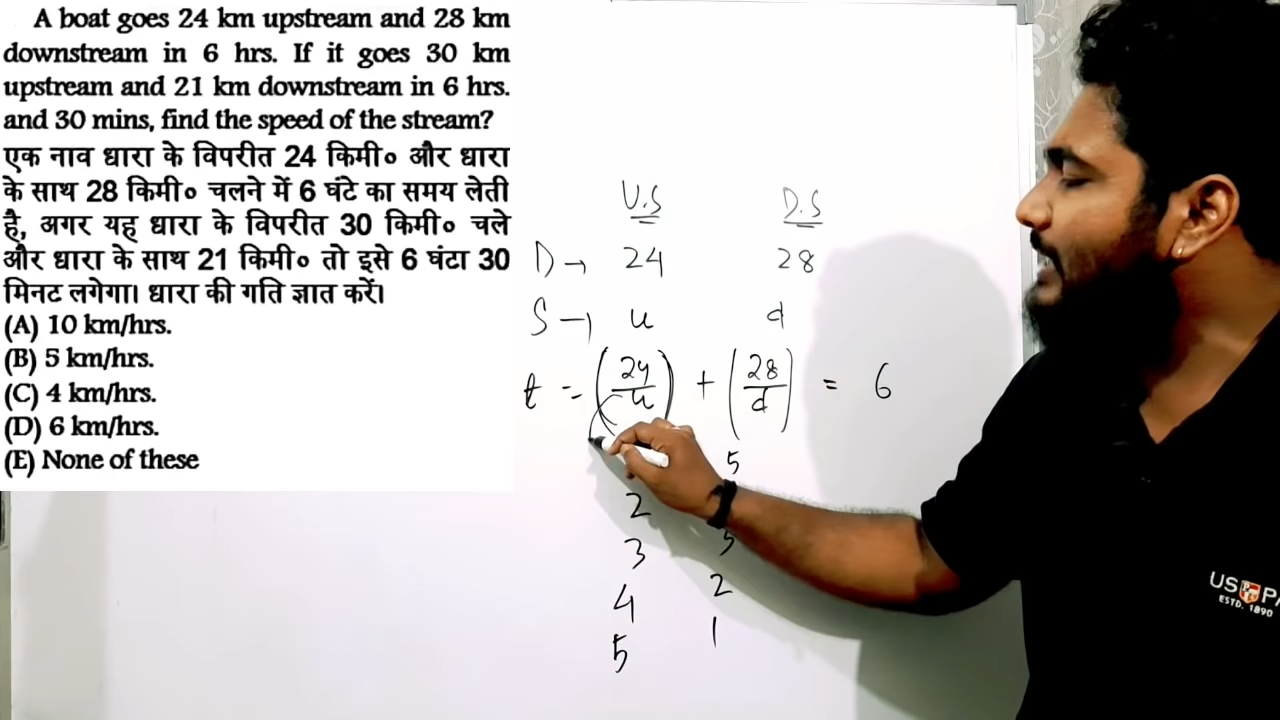 A boat goes 24 km upstream and 28 km
downstream in 6 hrs. If it goes 30 km
upstream and 21 km downstream in 6 hrs.
and 30 mins, find the speed of the stream?
एक नाव धारा के विपरीत 24 किमी० और धारा
के साथ 28 किमी० चलने में 6 घंटे का समय लेती
है, अगर यह धारा के विपरीत 30 किमी० चले
और धारा के साथ 21 किमी० तो इसे 6 घंटा 30
मिनट लगेगा। धारा की गति ज्ञात करें।
(A) 10 km/hrs.
(B) 5 km/hrs.
(C) 4 km/hrs.
(D) 6 km/hrs.
(E) None of these
U.S D.S
D → 24 28
S → u d
t = (24/u) + (28/d) = 6
5
2
3
4 2
5 1
ESTD. 1890